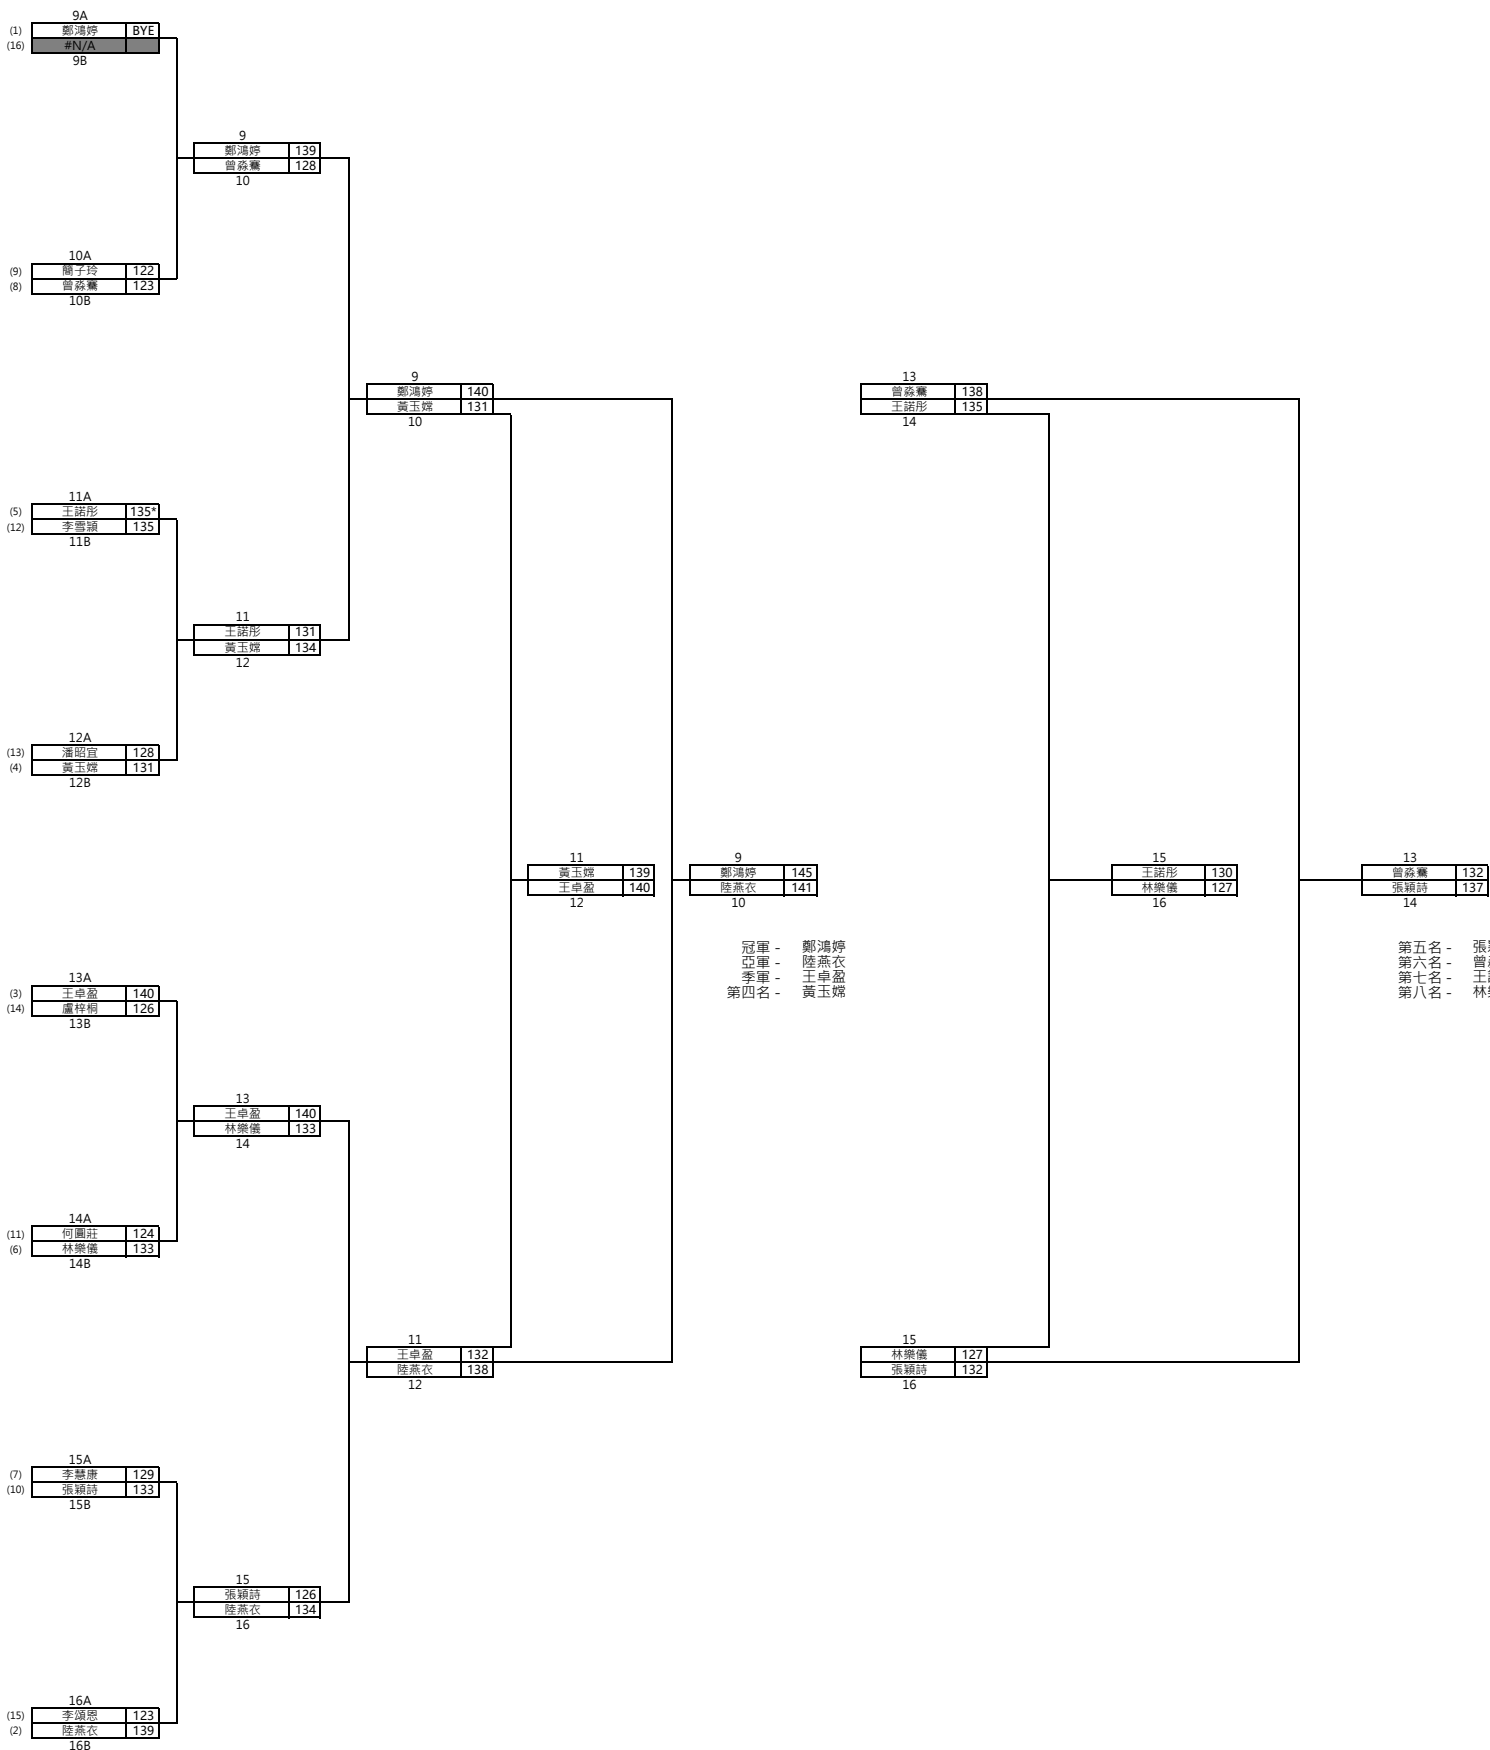 9A
(1) 鄭鴻婷 BYE
(16) #N/A
9B
9
鄭鴻婷 139
曾淼騫 128
10
10A
(9) 簡子玲 122
(8) 曾淼騫 123
10B
9
鄭鴻婷 140
黃玉嫦 131
10
13
曾淼騫 138
王諾彤 135
14
11A
(5) 王諾彤 135*
(12) 李雪穎 135
11B
11
王諾彤 131
黃玉嫦 134
12
12A
(13) 潘昭宜 128
(4) 黃玉嫦 131
12B
11
黃玉嫦 139
王卓盈 140
12
9
鄭鴻婷 145
陸燕衣 141
10
15
王諾彤 130
林樂儀 127
16
13
曾淼騫 132
張穎詩 137
14
冠軍 - 鄭鴻婷
亞軍 - 陸燕衣
季軍 - 王卓盈
第四名 - 黃玉嫦
第五名 - 張
第六名 - 曾
第七名 - 王
第八名 - 林
13A
(3) 王卓盈 140
(14) 盧梓桐 126
13B
13
王卓盈 140
林樂儀 133
14
14A
(11) 何圓莊 124
(6) 林樂儀 133
14B
11
王卓盈 132
陸燕衣 138
12
15
林樂儀 127
張穎詩 132
16
15A
(7) 李慧康 129
(10) 張穎詩 133
15B
15
張穎詩 126
陸燕衣 134
16
16A
(15) 李頌恩 123
(2) 陸燕衣 139
16B